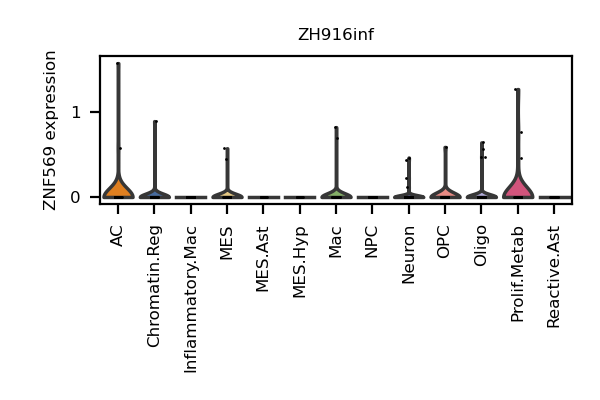 ZH916inf
ZNF569 expression
1
0
AC
Chromatin.Reg
Inflammatory.Mac
MES
MES.Ast
MES.Hyp
Mac
NPC
Neuron
OPC
Oligo
Prolif.Metab
Reactive.Ast